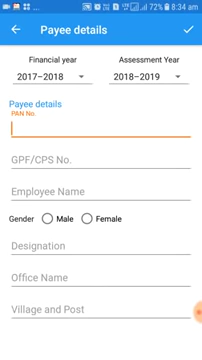 72% 8:34 am
Payee details
Financial year Assessment Year
2017-2018 2018-2019
Payee details
PAN No.
GPF/CPS No.
Employee Name
Gender Male Female
Designation
Office Name
Village and Post